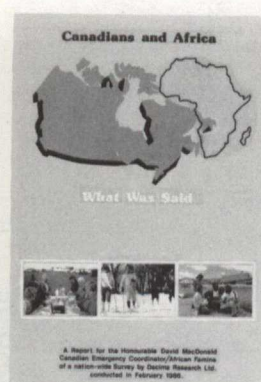 Canadians and Africa
What Was Said
A Report for the Honourable David MacDonald
Canadian Emergency Coordinator/African Famine
of a nation-wide Survey by Decima Research Ltd.
conducted in February 1986.